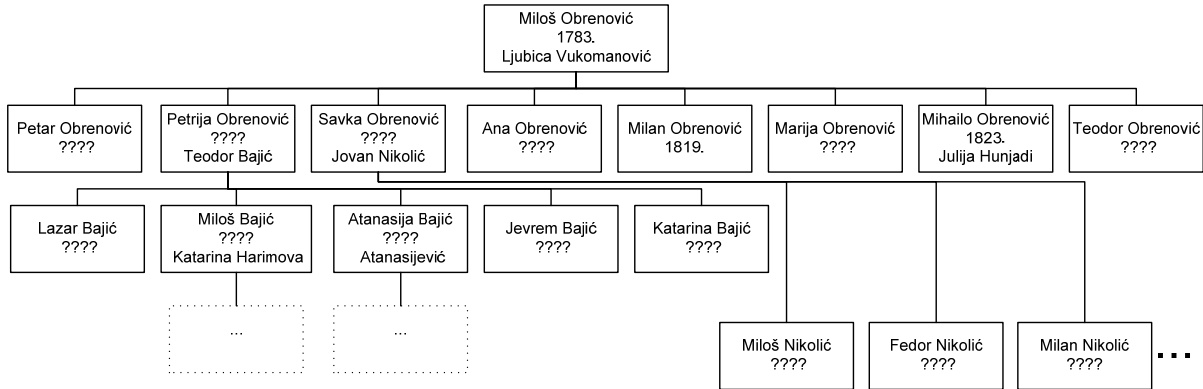 Miloš Obrenović
1783.
Ljubica Vukomanović
Petar Obrenović
????
Petrija Obrenović
????
Teodor Bajić
Savka Obrenović
????
Jovan Nikolić
Ana Obrenović
????
Milan Obrenović
1819.
Marija Obrenović
????
Mihailo Obrenović
1823.
Julija Hunjadi
Teodor Obrenović
????
Lazar Bajić
????
Miloš Bajić
????
Katarina Harimova
Atanasija Bajić
????
Atanasijević
Jevrem Bajić
????
Katarina Bajić
????
...
...
Miloš Nikolić
????
Fedor Nikolić
????
Milan Nikolić
????
...